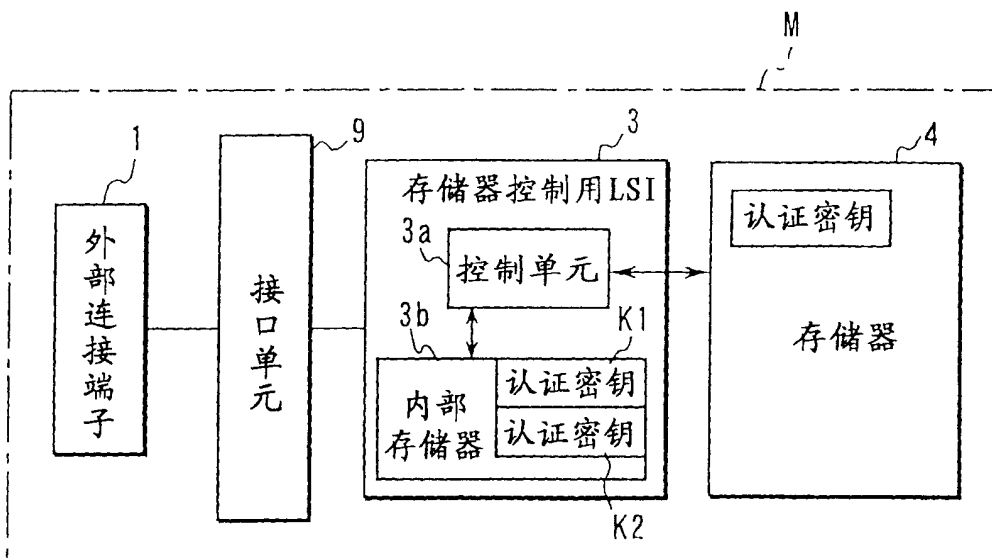 M
1
9
3
4
外部连接端子
接口单元
存储器控制用LSI
3a
控制单元
3b
K1
内部
存储器
认证密钥
认证密钥
K2
认证密钥
存储器